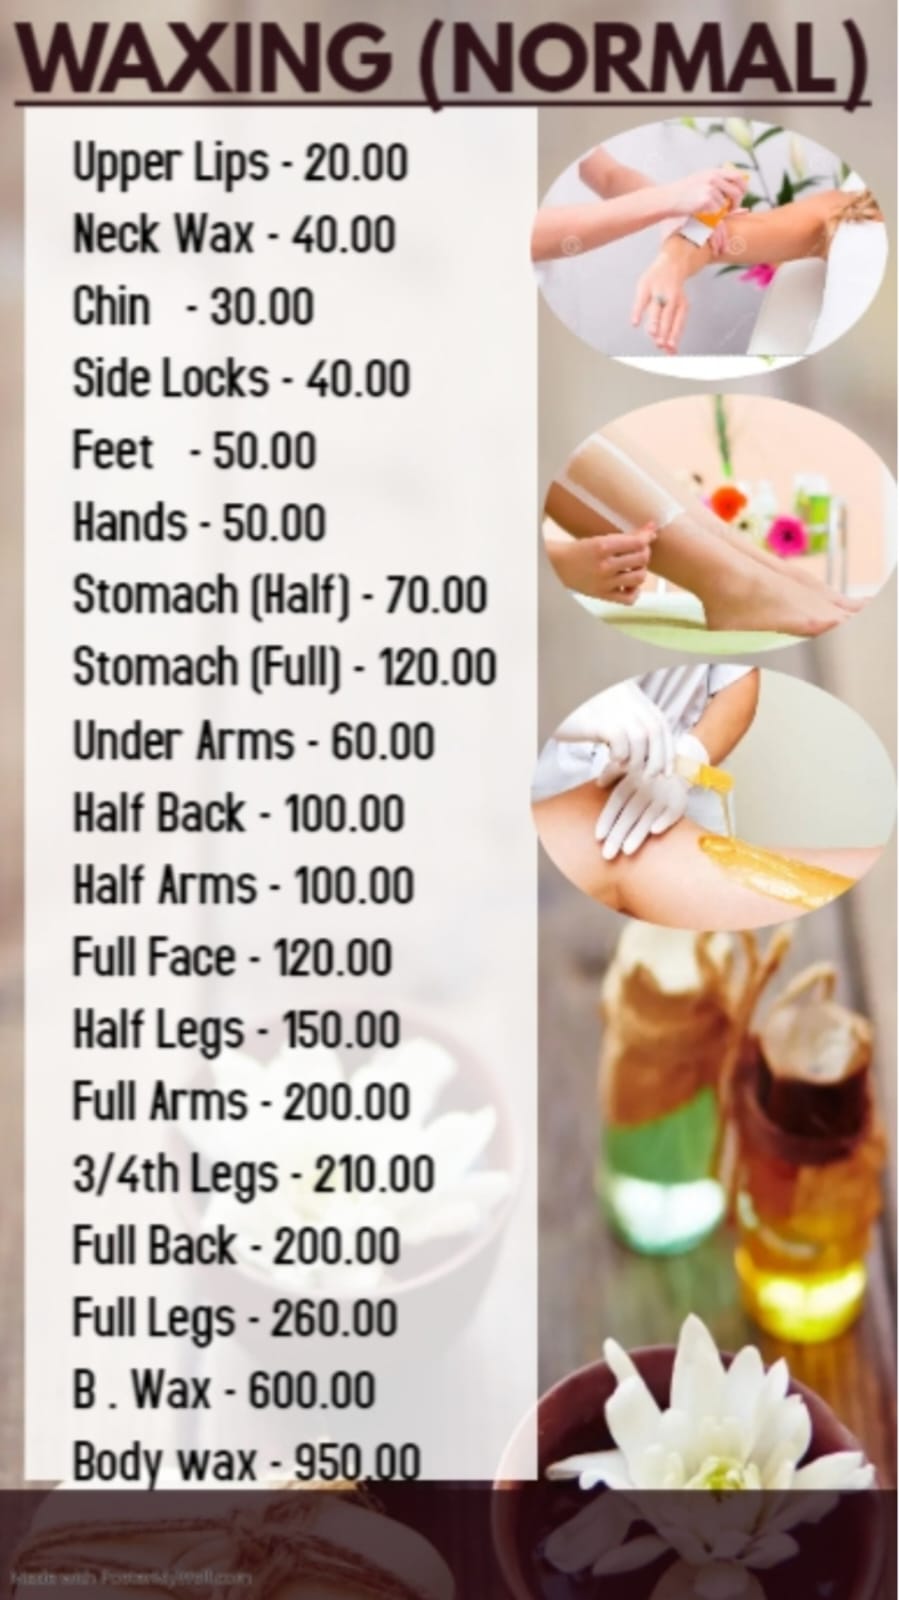 WAXING (NORMAL)
Upper Lips - 20.00
Neck Wax - 40.00
Chin - 30.00
Side Locks - 40.00
Feet - 50.00
Hands - 50.00
Stomach (Half) - 70.00
Stomach (Full) - 120.00
Under Arms - 60.00
Half Back - 100.00
Half Arms - 100.00
Full Face - 120.00
Half Legs - 150.00
Full Arms - 200.00
3/4th Legs - 210.00
Full Back - 200.00
Full Legs - 260.00
B . Wax - 600.00
Body wax - 950.00
Made with PosterMyWall.com